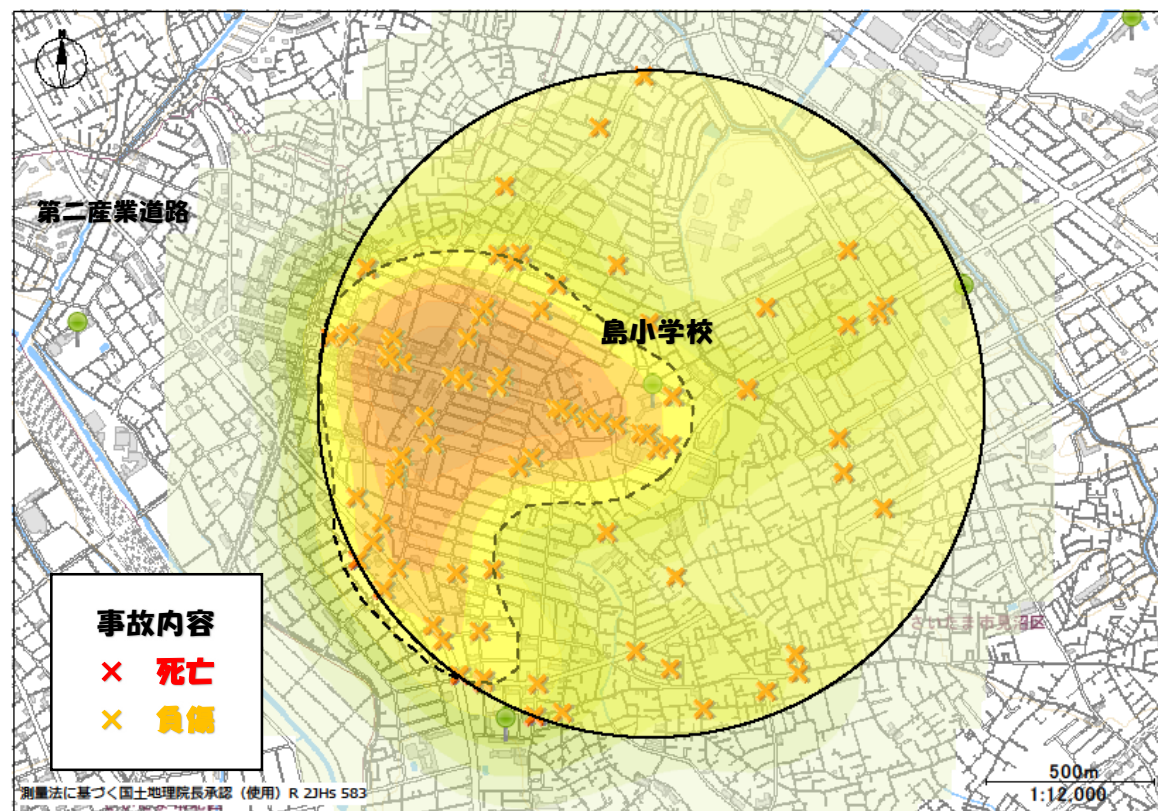 第二産業道路
島小学校
さいたま市見沼区
事故内容
× 死亡
× 負傷
500m
1:12,000
測量法に基づく国土地理院長承認(使用)R 2JHs 583